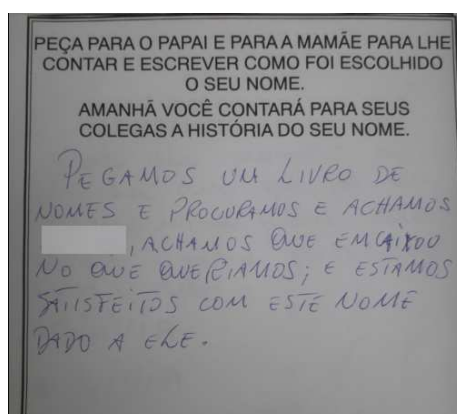 PEÇA PARA O PAPAI E PARA A MAMÃE PARA LHE
CONTAR E ESCREVER COMO FOI ESCOLHIDO
O SEU NOME.
AMANHÃ VOCÊ CONTARÁ PARA SEUS
COLEGAS A HISTÓRIA DO SEU NOME.
PEGAMOS UM LIVRO DE
NOMES E PROCURAMOS E ACHAMOS
, ACHAMOS QUE EMCAIXOU
NO QUE QUERIAMOS; E ESTAMOS
SATISFEITOS COM ESTE NOME
DADO A ELE.